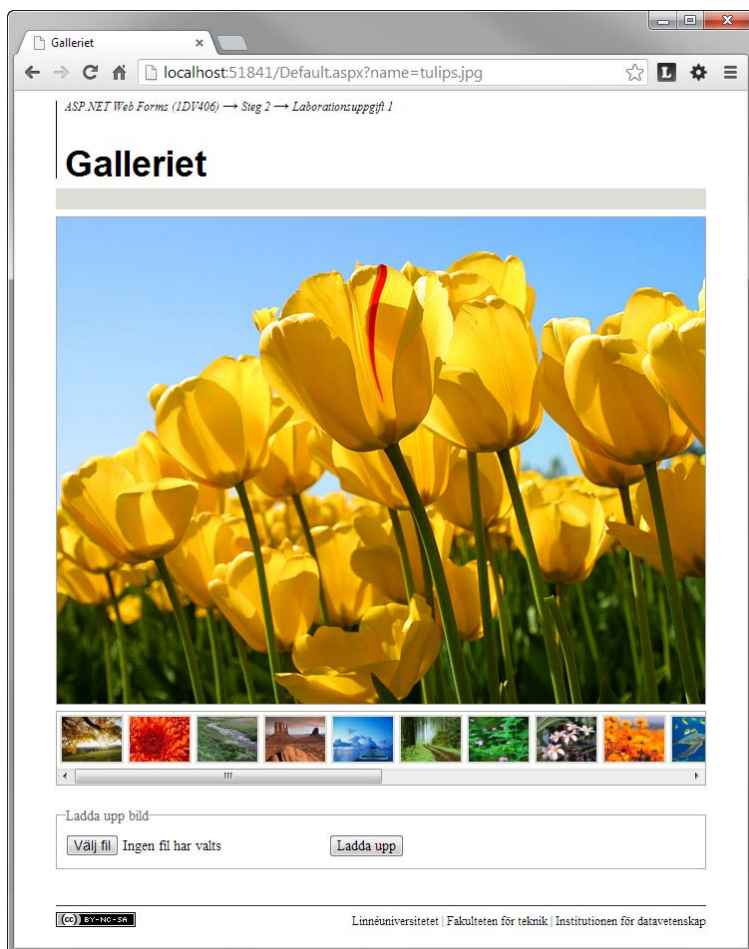 Galleriet
localhost:51841/Default.aspx?name=tulips.jpg
L
ASP.NET Web Forms (1DV406) → Steg 2 → Laborationsuppgift 1
Galleriet
Ladda upp bild
Välj fil Ingen fil har valts Ladda upp
(cc) BY-NC-SA Linnéuniversitetet | Fakulteten för teknik | Institutionen för datavetenskap